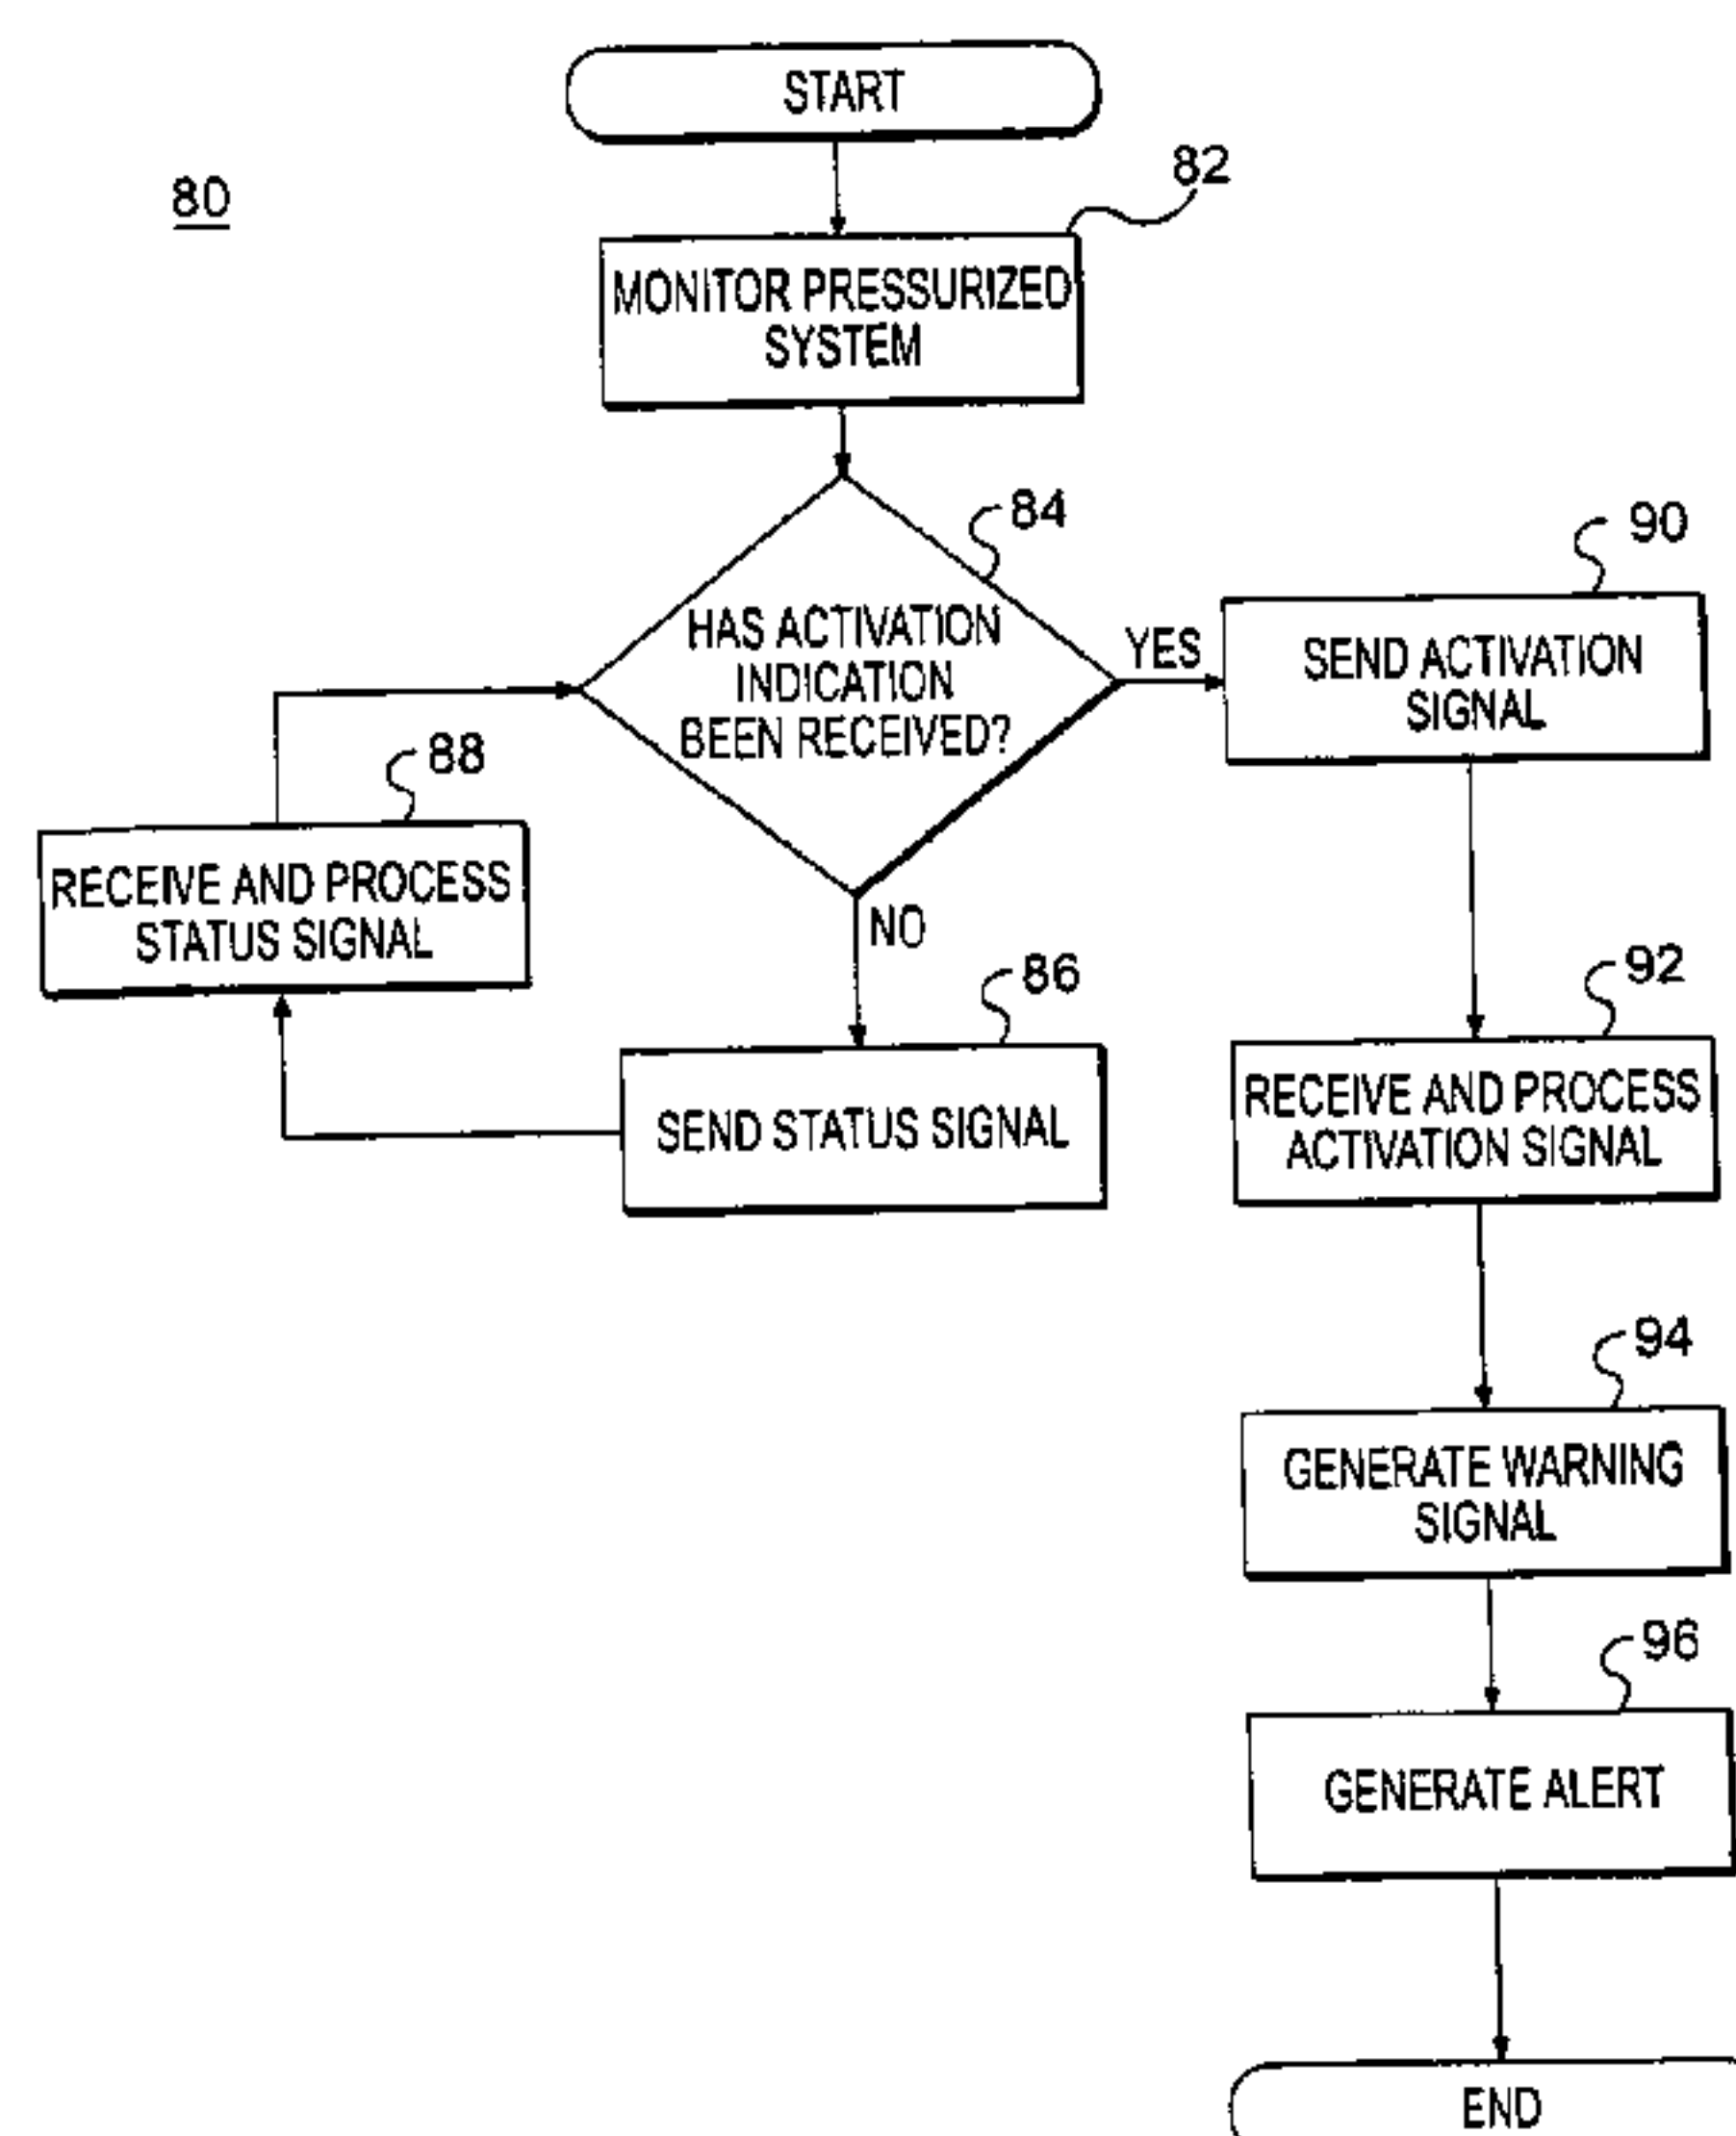 START
80
82
MONITOR PRESSURIZED
SYSTEM
84
HAS ACTIVATION
INDICATION
BEEN RECEIVED?
YES
90
SEND ACTIVATION
SIGNAL
88
RECEIVE AND PROCESS
STATUS SIGNAL
NO
86
SEND STATUS SIGNAL
92
RECEIVE AND PROCESS
ACTIVATION SIGNAL
94
GENERATE WARNING
SIGNAL
96
GENERATE ALERT
END